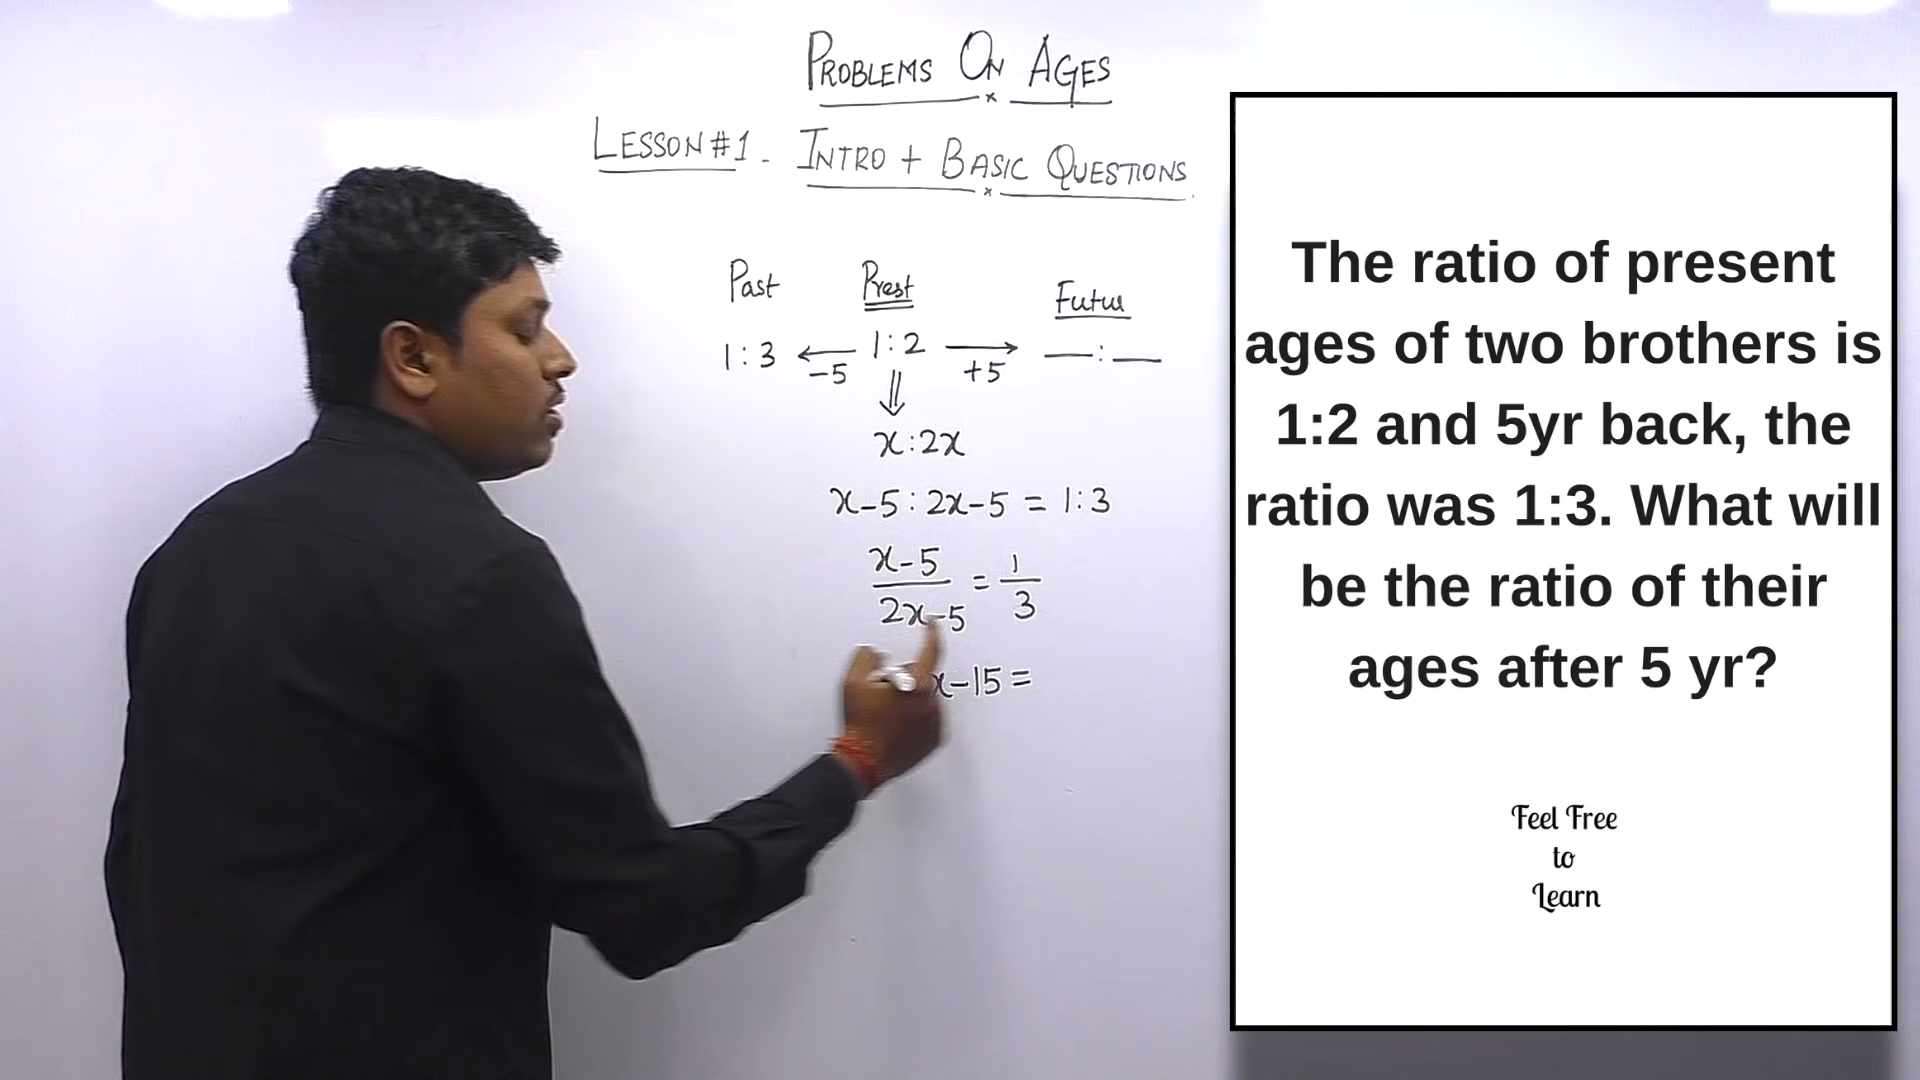 PROBLEMS ON AGES
LESSON #1 - INTRO + BASIC QUESTIONS.
Past Prest Futur
1:3 ← 1:2 → __:__
-5 +5
⇓
x:2x
x-5:2x-5 = 1:3
x-5/2x-5 = 1/3
x-15=
The ratio of present
ages of two brothers is
1:2 and 5yr back, the
ratio was 1:3. What will
be the ratio of their
ages after 5 yr?
Feel Free
to
Learn